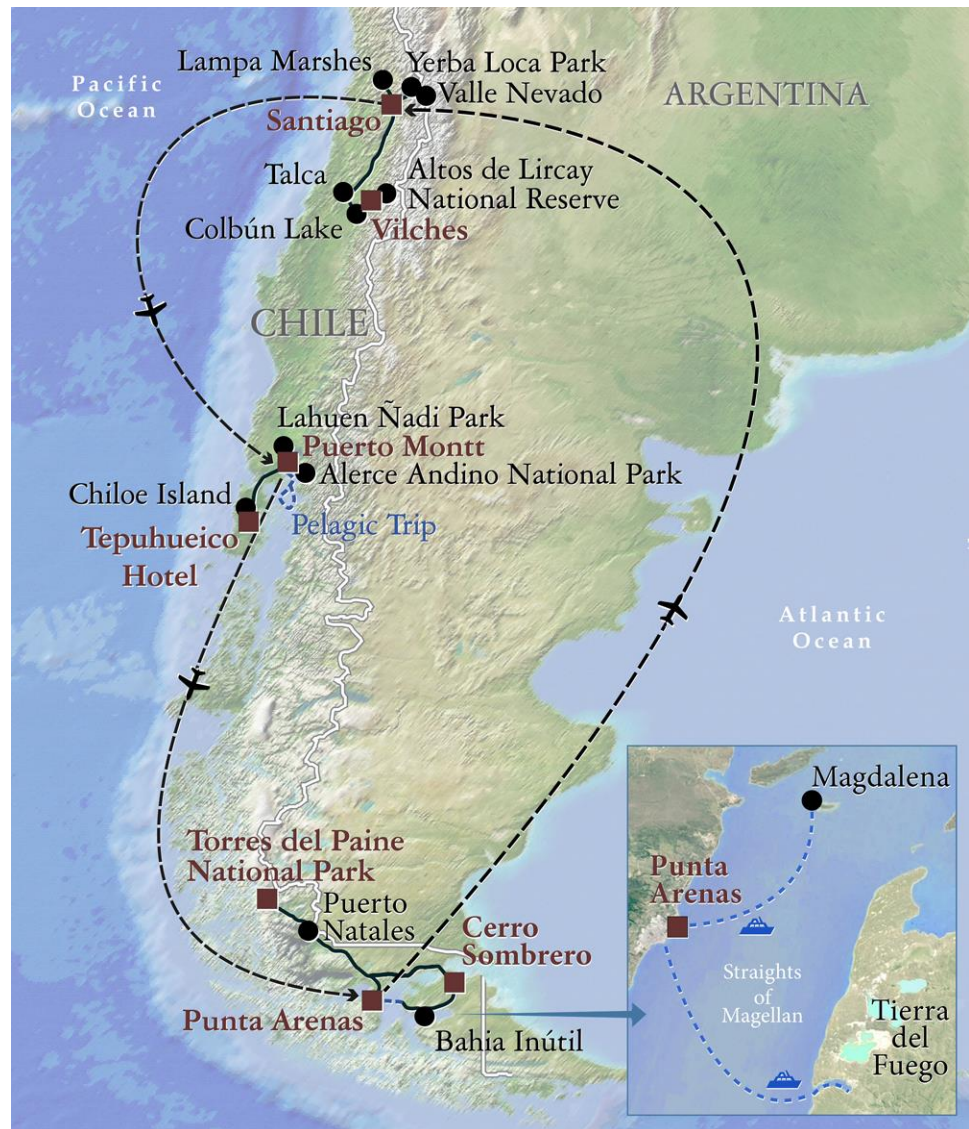 Lampa Marshes
Yerba Loca Park
Pacific
Ocean
Valle Nevado
ARGENTINA
Santiago
Talca
Altos de Lircay
National Reserve
Colbún Lake
Vilches
CHILE
Lahuen Ñadi Park
Puerto Montt
Alerce Andino National Park
Chiloe Island
Pelagic Trip
Tepuhueico
Hotel
Atlantic
Ocean
Torres del Paine
National Park
Puerto
Natales
Cerro
Sombrero
Punta Arenas
Bahia Inútil
Magdalena
Punta
Arenas
Straights
of
Magellan
Tierra
del
Fuego